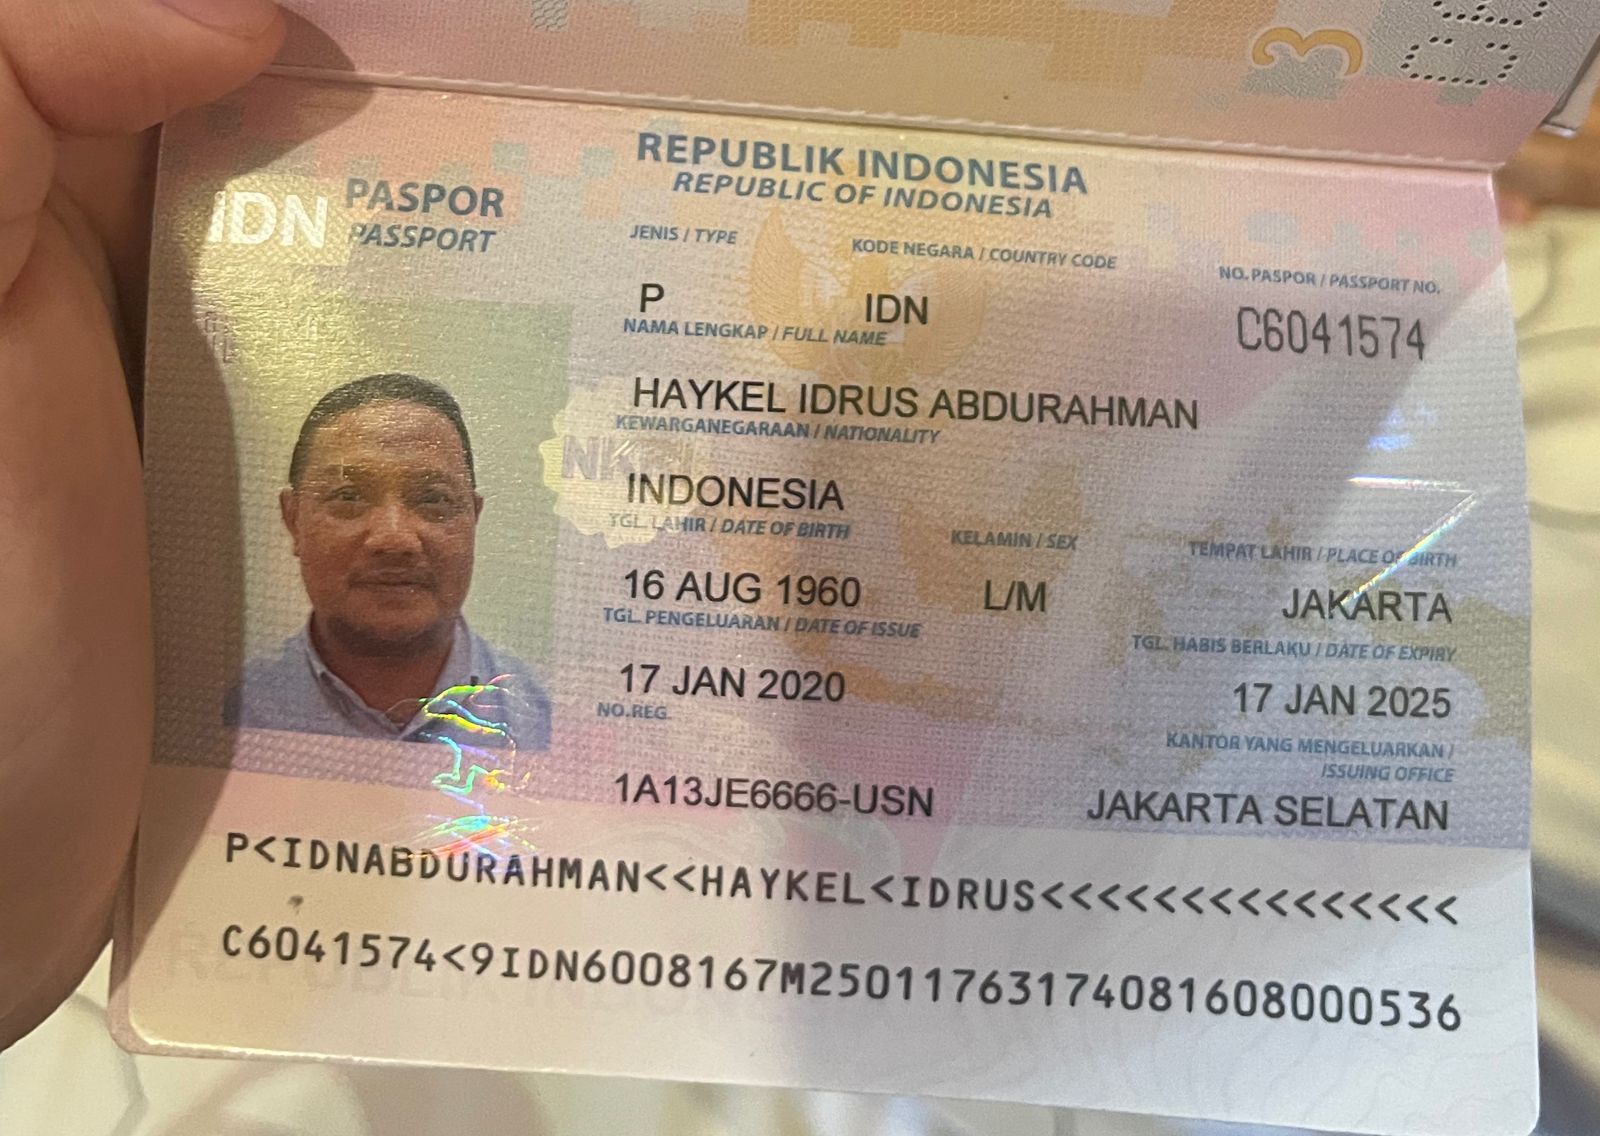 REPUBLIK INDONESIA
REPUBLIC OF INDONESIA
IDN PASPOR
PASSPORT
JENIS / TYPE KODE NEGARA / COUNTRY CODE NO. PASPOR / PASSPORT NO.
P IDN C6041574
NAMA LENGKAP / FULL NAME
HAYKEL IDRUS ABDURAHMAN
KEWARGANEGARAAN / NATIONALITY
INDONESIA
TGL. LAHIR / DATE OF BIRTH KELAMIN / SEX TEMPAT LAHIR / PLACE OF BIRTH
16 AUG 1960 L/M JAKARTA
TGL. PENGELUARAN / DATE OF ISSUE TGL. HABIS BERLAKU / DATE OF EXPIRY
17 JAN 2020 17 JAN 2025
NO.REG. KANTOR YANG MENGELUARKAN /
ISSUING OFFICE
1A13JE6666-USN JAKARTA SELATAN
P<IDNABDURAHMAN<<HAYKEL<IDRUS<<<<<<<<<<<<<<<
C6041574<9IDN6008167M2501176317408160800​0536